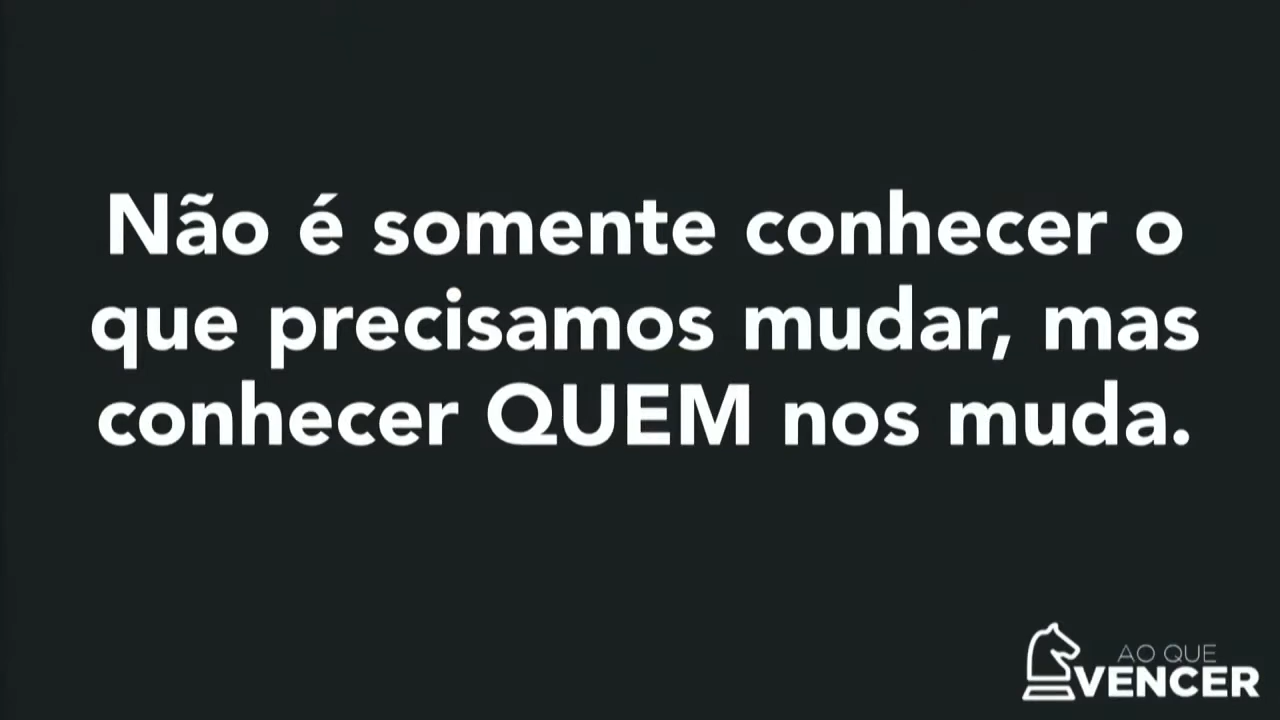 Não é somente conhecer o
que precisamos mudar, mas
conhecer QUEM nos muda.
AO QUE
VENCER